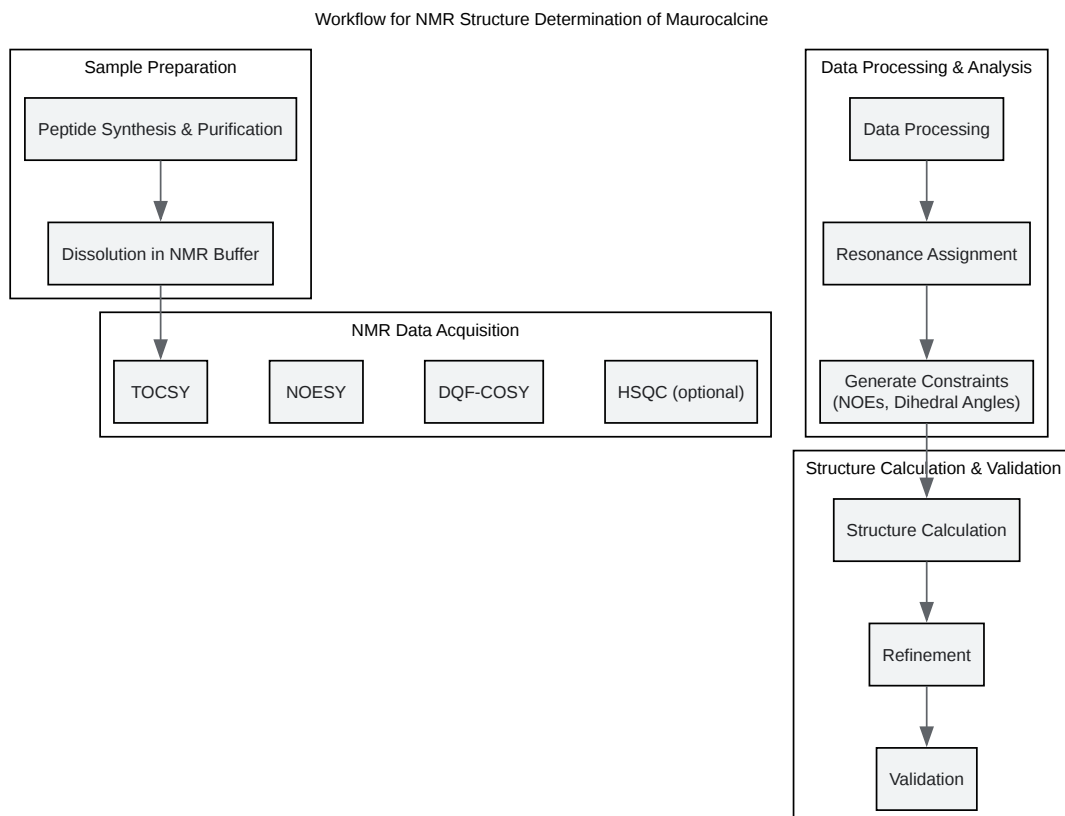 Workflow for NMR Structure Determination of Maurocalcine
Sample Preparation
Peptide Synthesis & Purification
Dissolution in NMR Buffer
NMR Data Acquisition
TOCSY
NOESY
DQF-COSY
HSQC (optional)
Data Processing & Analysis
Data Processing
Resonance Assignment
Generate Constraints
(NOEs, Dihedral Angles)
Structure Calculation & Validation
Structure Calculation
Refinement
Validation